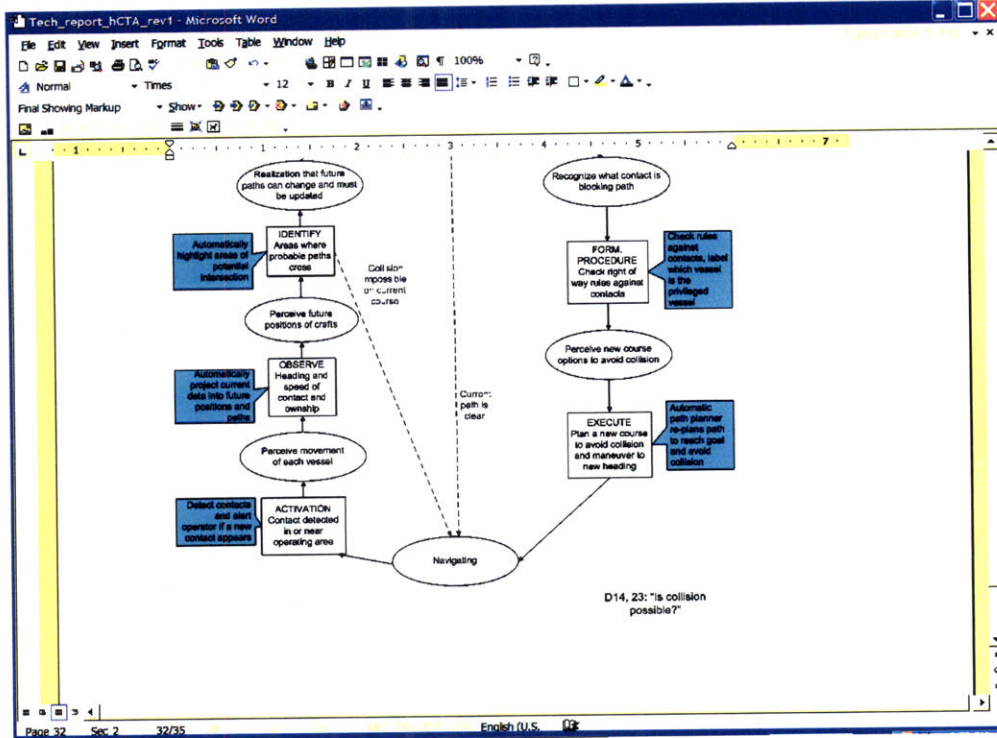 Tech_report_hCTA_rev1 - Microsoft Word
File Edit View Insert Format Tools Table Window Help
100%
Normal Times 12 B I U
Final Showing Markup Show
1 1 2 3 4 5 7
Realization that future
paths can change and must
be updated
IDENTIFY
Areas where
probable paths
cross
Automatically
highlight areas of
potential
intersection
Perceive future
positions of crafts
OBSERVE
Heading and
speed of
contact and
ownship
Automatically
project current
data into future
positions and
paths
Perceive movement
of each vessel
ACTIVATION
Contact detected
in or near
operating area
Detect contacts
and alert
operator if a new
contact appears
Collision
impossible
on current
course
Current
path is
clear
Navigating
Recognize what contact is
blocking path
FORM.
PROCEDURE
Check right of
way rules against
contacts
Check rules
against
contacts, label
which vessel
is the
privileged
vessel
Perceive new course
options to avoid collision
EXECUTE
Plan a new course
to avoid collision
and maneuver to
new heading
Automatic
path planner
re-plans path
to reach goal
and avoid
collision
D14, 23: "Is collision
possible?"
Page 32 Sec 2 32/35 English (U.S.